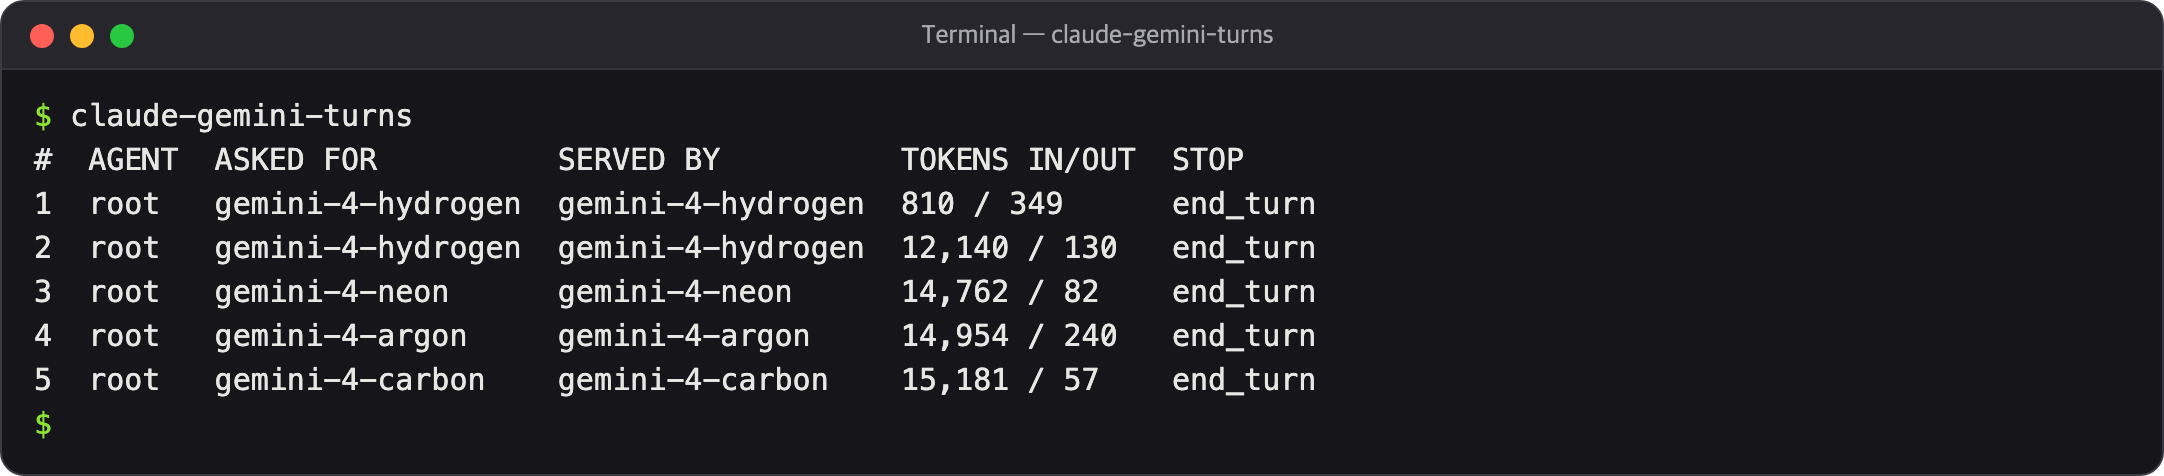 Terminal — claude-gemini-turns
$ claude-gemini-turns
#  AGENT  ASKED FOR          SERVED BY          TOKENS IN/OUT  STOP
1  root   gemini-4-hydrogen  gemini-4-hydrogen  810 / 349      end_turn
2  root   gemini-4-hydrogen  gemini-4-hydrogen  12,140 / 130   end_turn
3  root   gemini-4-neon      gemini-4-neon      14,762 / 82    end_turn
4  root   gemini-4-argon     gemini-4-argon     14,954 / 240   end_turn
5  root   gemini-4-carbon    gemini-4-carbon    15,181 / 57    end_turn
$